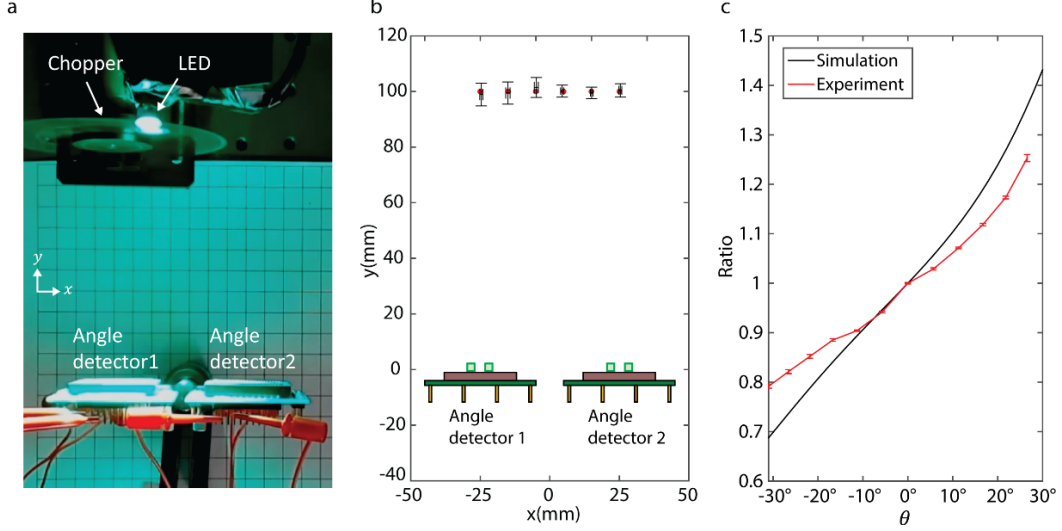 a
Chopper
LED
y
x
Angle
detector1
Angle
detector2
b
120
100
80
60
40
20
0
-20
-40
y(mm)
Angle
detector 1
Angle
detector 2
-50
-25
0
25
50
x(mm)
c
1.5
1.4
1.3
1.2
1.1
1
0.9
0.8
0.7
0.6
Ratio
Simulation
Experiment
-30°
-20°
-10°
0°
10°
20°
30°
θ